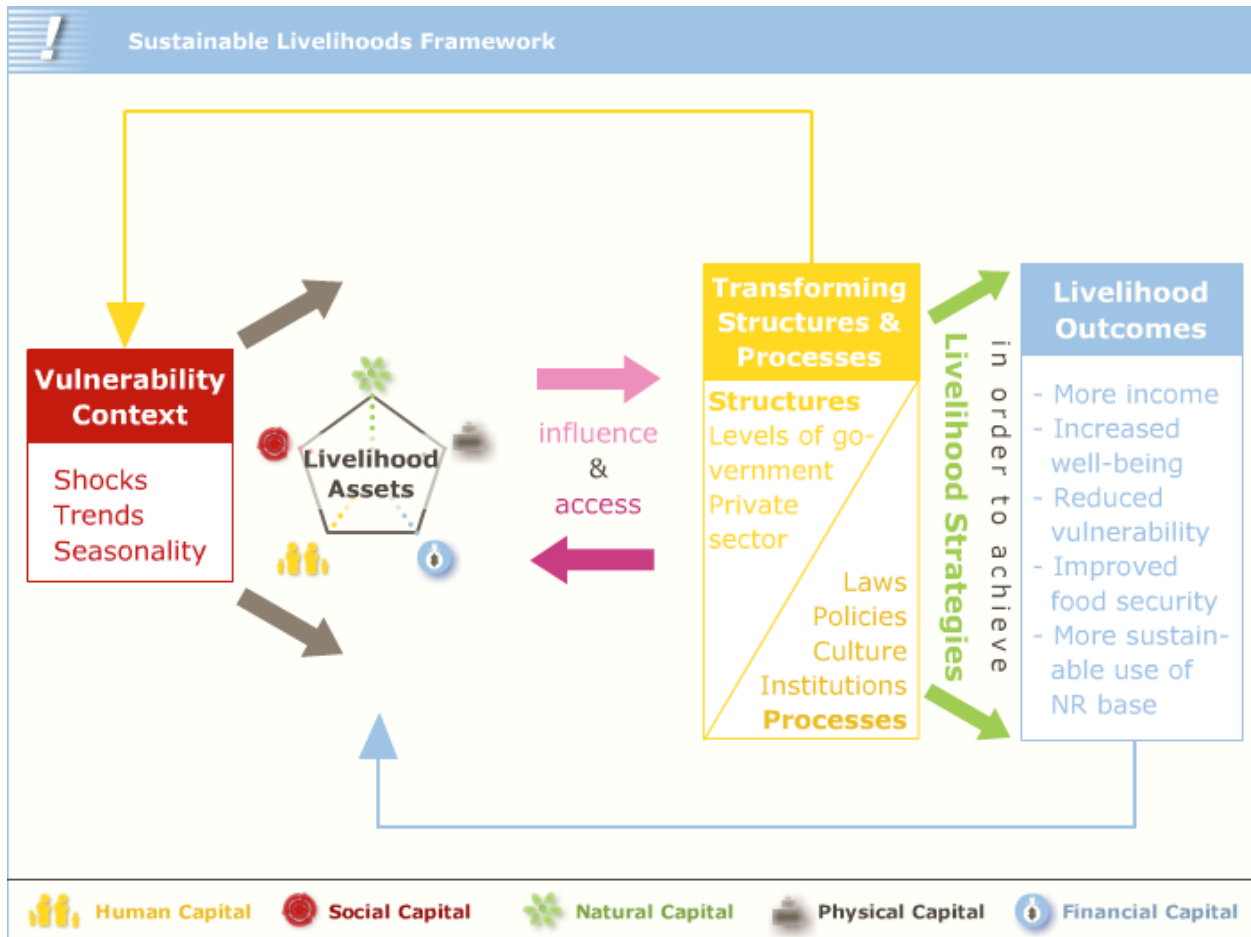 !
Sustainable Livelihoods Framework
Vulnerability
Context
Shocks
Trends
Seasonality
Livelihood
Assets
influence
&
access
Transforming
Structures &
Processes
Structures
Levels of go-
vernment
Private
sector
Laws
Policies
Culture
Institutions
Processes
Livelihood Strategies
in order to achieve
Livelihood
Outcomes
- More income
- Increased
well-being
- Reduced
vulnerability
- Improved
food security
- More sustain-
able use of
NR base
Human Capital
Social Capital
Natural Capital
Physical Capital
Financial Capital